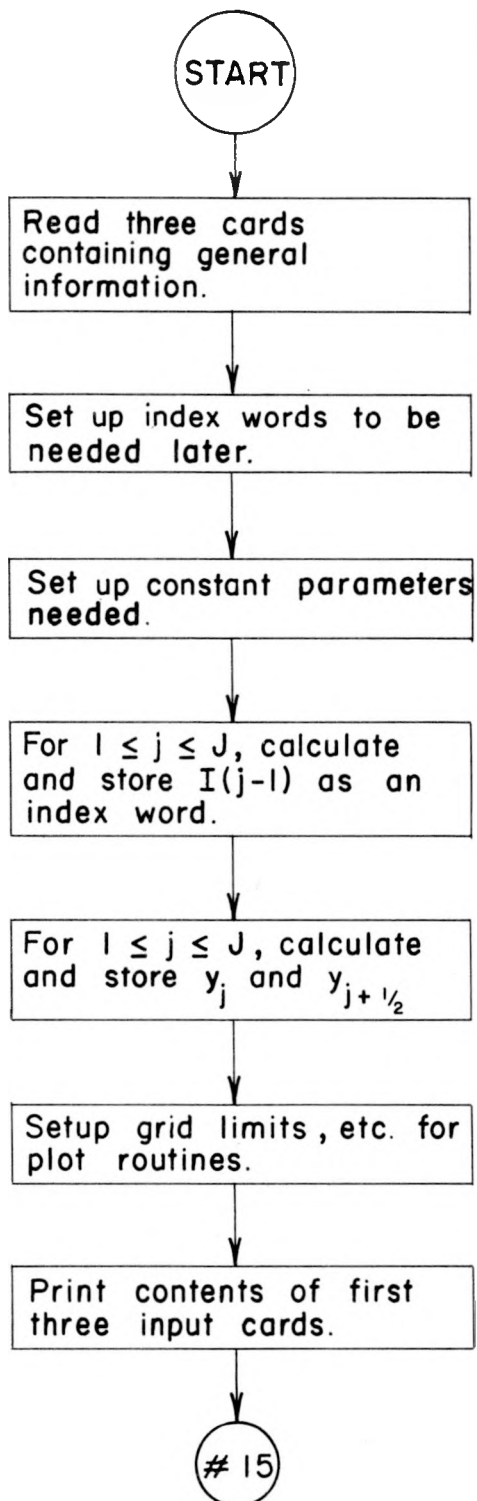 START
Read three cards
containing general
information.
Set up index words to be
needed later.
Set up constant parameters
needed.
For 1 ≤ j ≤ J, calculate
and store I(j-1) as an
index word.
For 1 ≤ j ≤ J, calculate
and store y_j and y_{j+1/2}
Setup grid limits, etc. for
plot routines.
Print contents of first
three input cards.
# 15